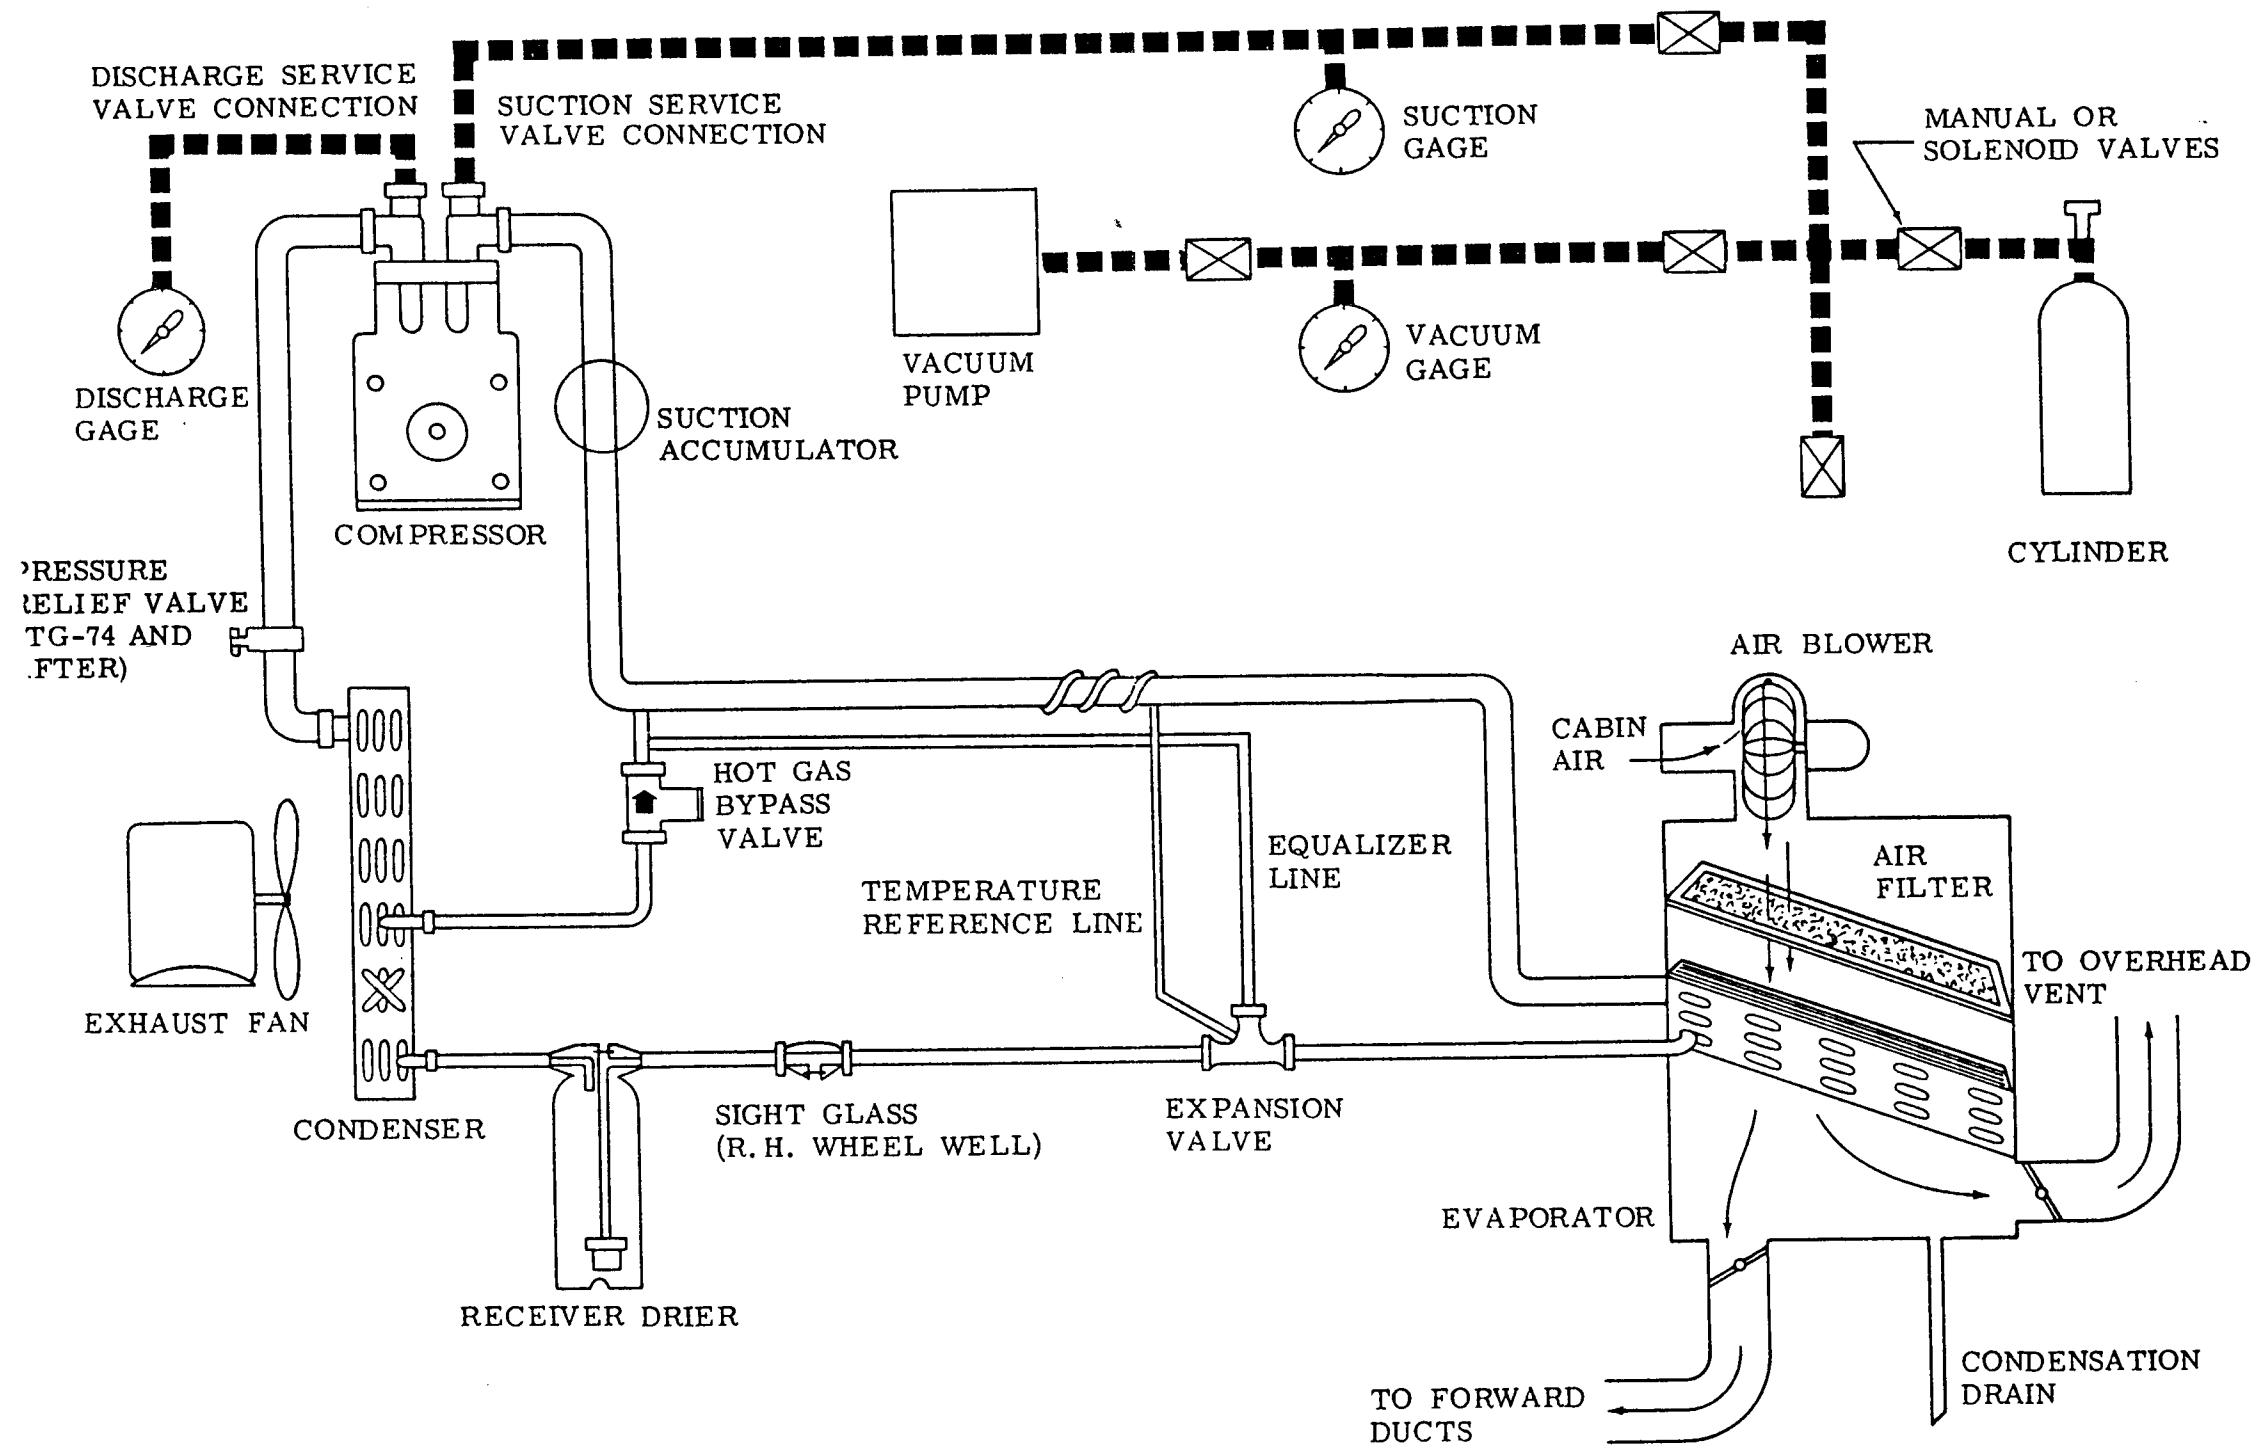 DISCHARGE SERVICE
VALVE CONNECTION
SUCTION SERVICE
VALVE CONNECTION
SUCTION
GAGE
MANUAL OR
SOLENOID VALVES
DISCHARGE
GAGE
VACUUM
PUMP
VACUUM
GAGE
SUCTION
ACCUMULATOR
COMPRESSOR
CYLINDER
RESSURE
ELIEF VALVE
TG-74 AND
FTER)
AIR BLOWER
CABIN
AIR
HOT GAS
BYPASS
VALVE
EQUALIZER
LINE
TEMPERATURE
REFERENCE LINE
AIR
FILTER
TO OVERHEAD
VENT
EXHAUST FAN
CONDENSER
SIGHT GLASS
(R.H. WHEEL WELL)
EXPANSION
VALVE
EVAPORATOR
RECEIVER DRIER
CONDENSATION
DRAIN
TO FORWARD
DUCTS